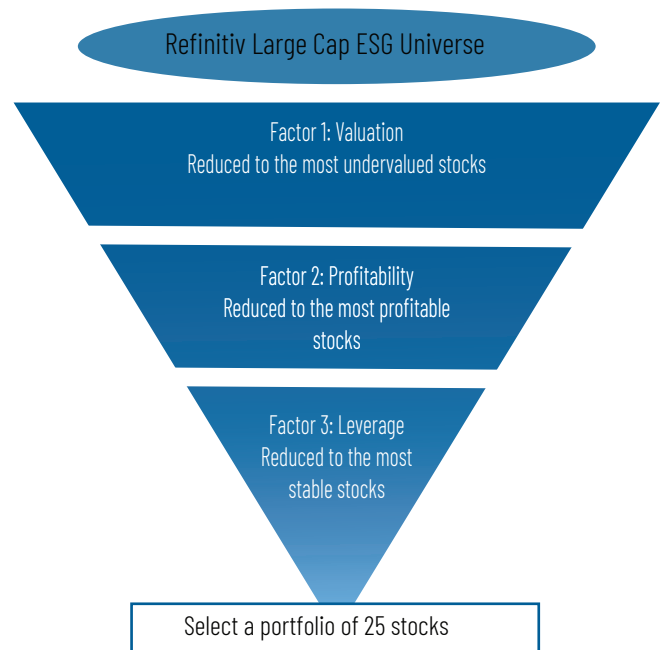 Refinitiv Large Cap ESG Universe
Factor 1: Valuation
Reduced to the most undervalued stocks
Factor 2: Profitability
Reduced to the most profitable
stocks
Factor 3: Leverage
Reduced to the most
stable stocks
Select a portfolio of 25 stocks